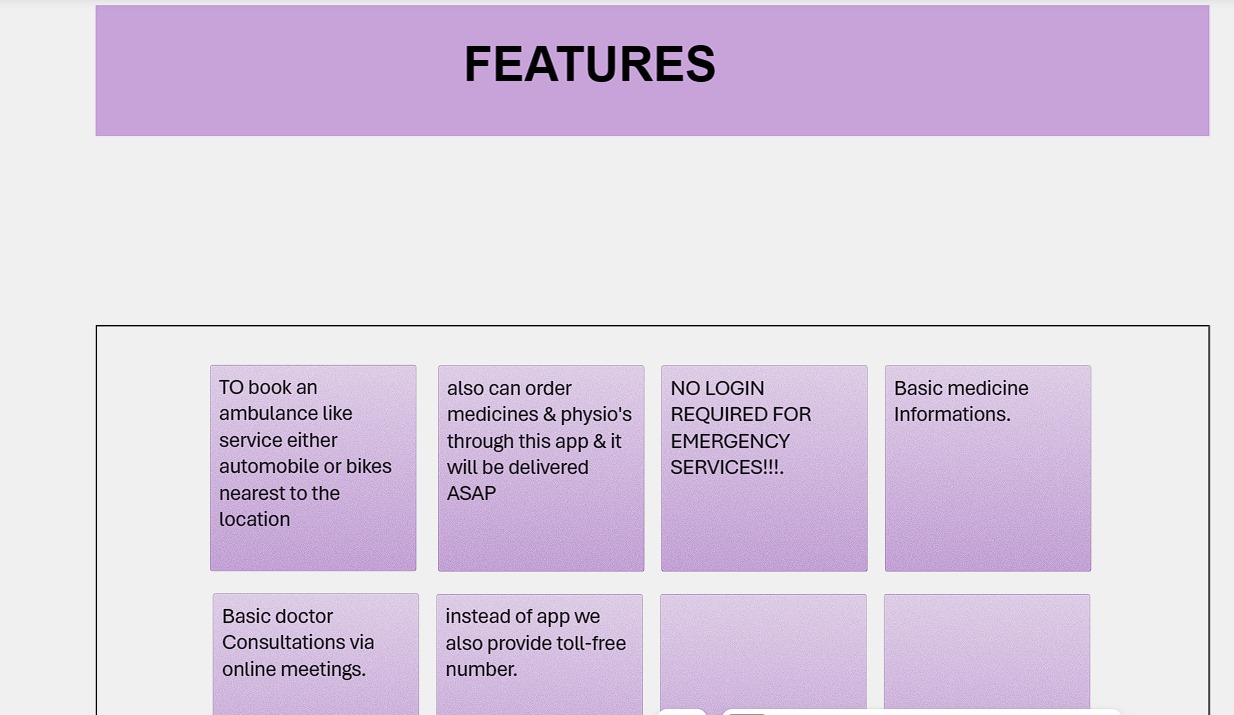 FEATURES
TO book an
ambulance like
service either
automobile or bikes
nearest to the
location
also can order
medicines & physio's
through this app & it
will be delivered
ASAP
NO LOGIN
REQUIRED FOR
EMERGENCY
SERVICES!!!.
Basic medicine
Informations.
Basic doctor
Consultations via
online meetings.
instead of app we
also provide toll-free
number.